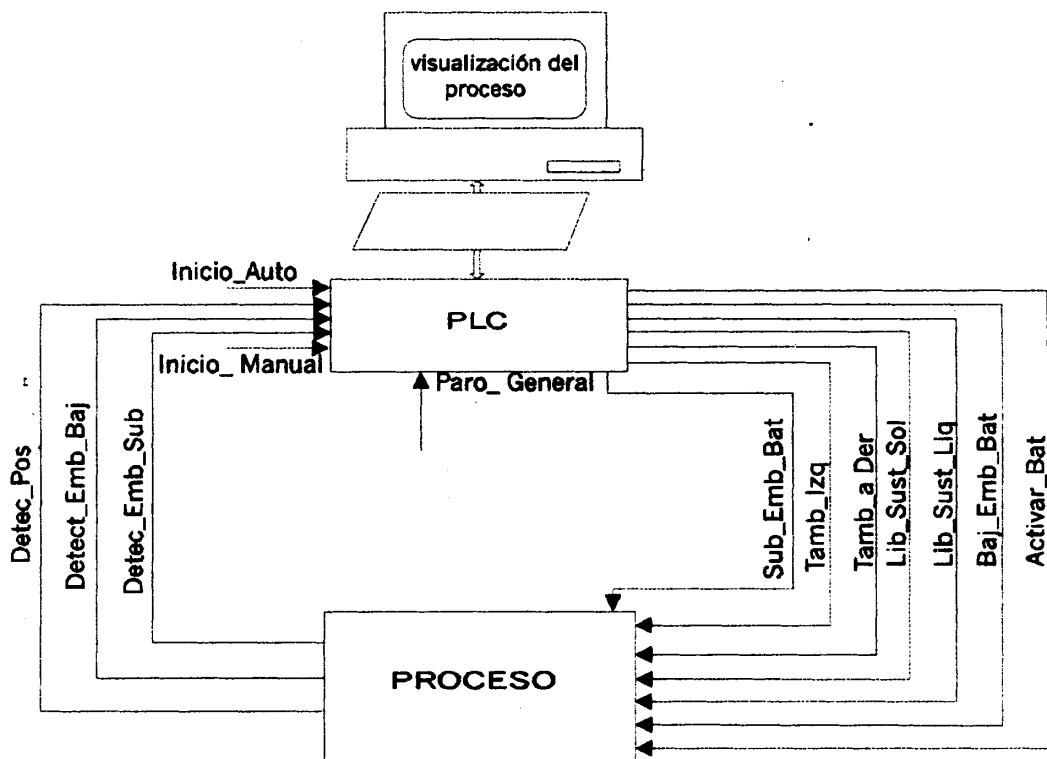 visualización del
proceso
Inicio_Auto
PLC
Inicio_ Manual
Paro_ General
Detec_Pos
Detect_Emb_Baj
Detec_Emb_Sub
Sub_Emb_Bat
Tamb_Izq
Tamb_a Der
Lib_Sust_Sol
Lib_Sust_Liq
Baj_Emb_Bat
Activar_Bat
PROCESO